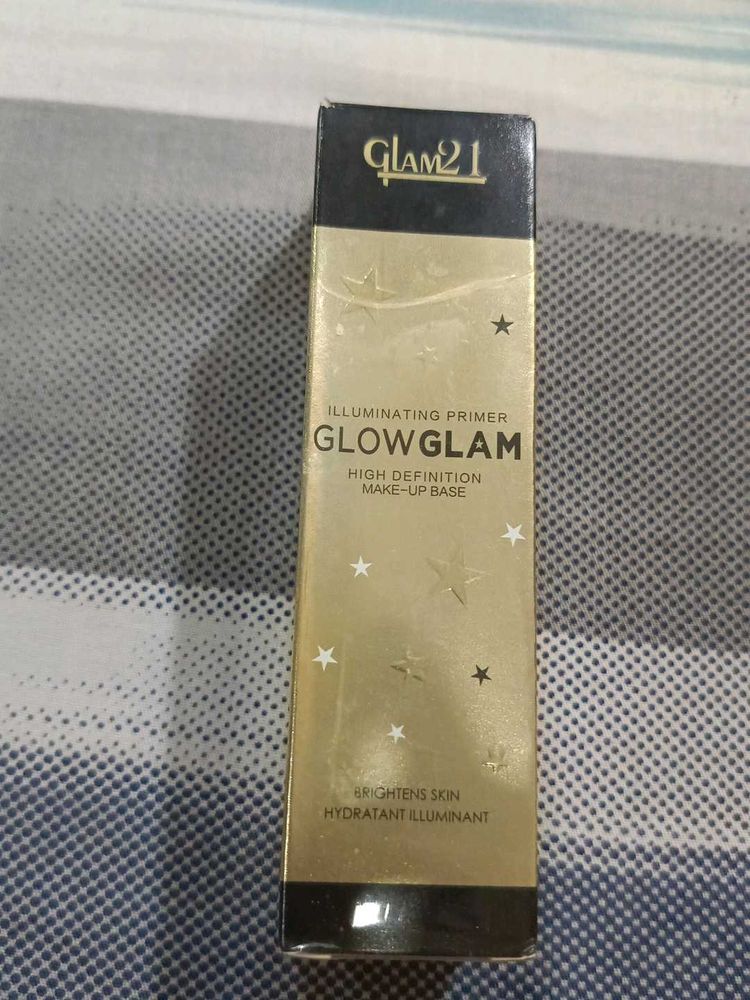 GLAM21
ILLUMINATING PRIMER
GLOWGLAM
HIGH DEFINITION
MAKE-UP BASE
BRIGHTENS SKIN
HYDRATANT ILLUMINANT